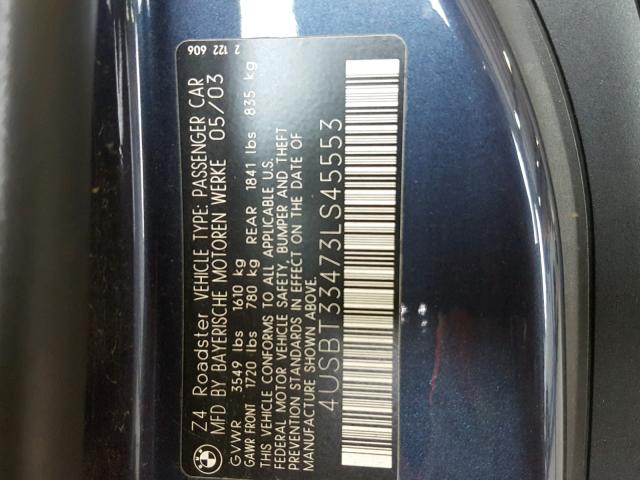 2 122 606
Z4 Roadster VEHICLE TYPE: PASSENGER CAR
MFD BY BAYERISCHE MOTOREN WERKE 05/03
GVWR 3549 lbs 1610 kg
GAWR FRONT 1720 lbs 780 kg REAR 1841 lbs 835 kg
THIS VEHICLE CONFORMS TO ALL APPLICABLE U.S.
FEDERAL MOTOR VEHICLE SAFETY, BUMPER AND THEFT
PREVENTION STANDARDS IN EFFECT ON THE DATE OF
MANUFACTURE SHOWN ABOVE.
4USBT33473LS45553